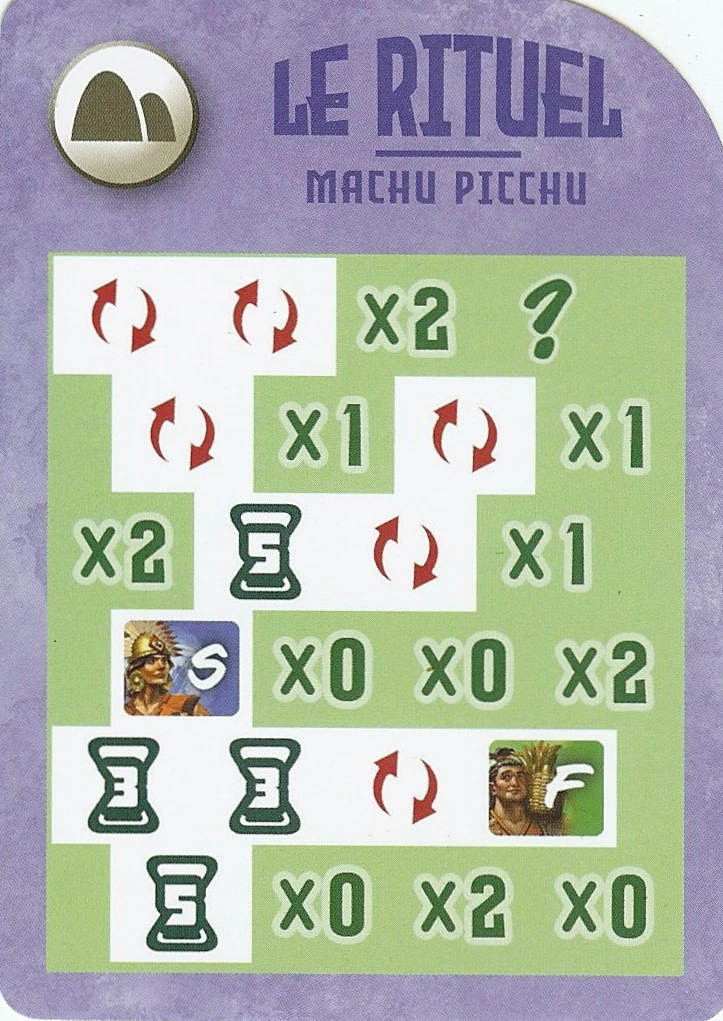 LE RITUEL
MACHU PICCHU
x2 ?
x1 x1
x2 5 x1
S x0 x0 x2
3 3 F
5 x0 x2 x0